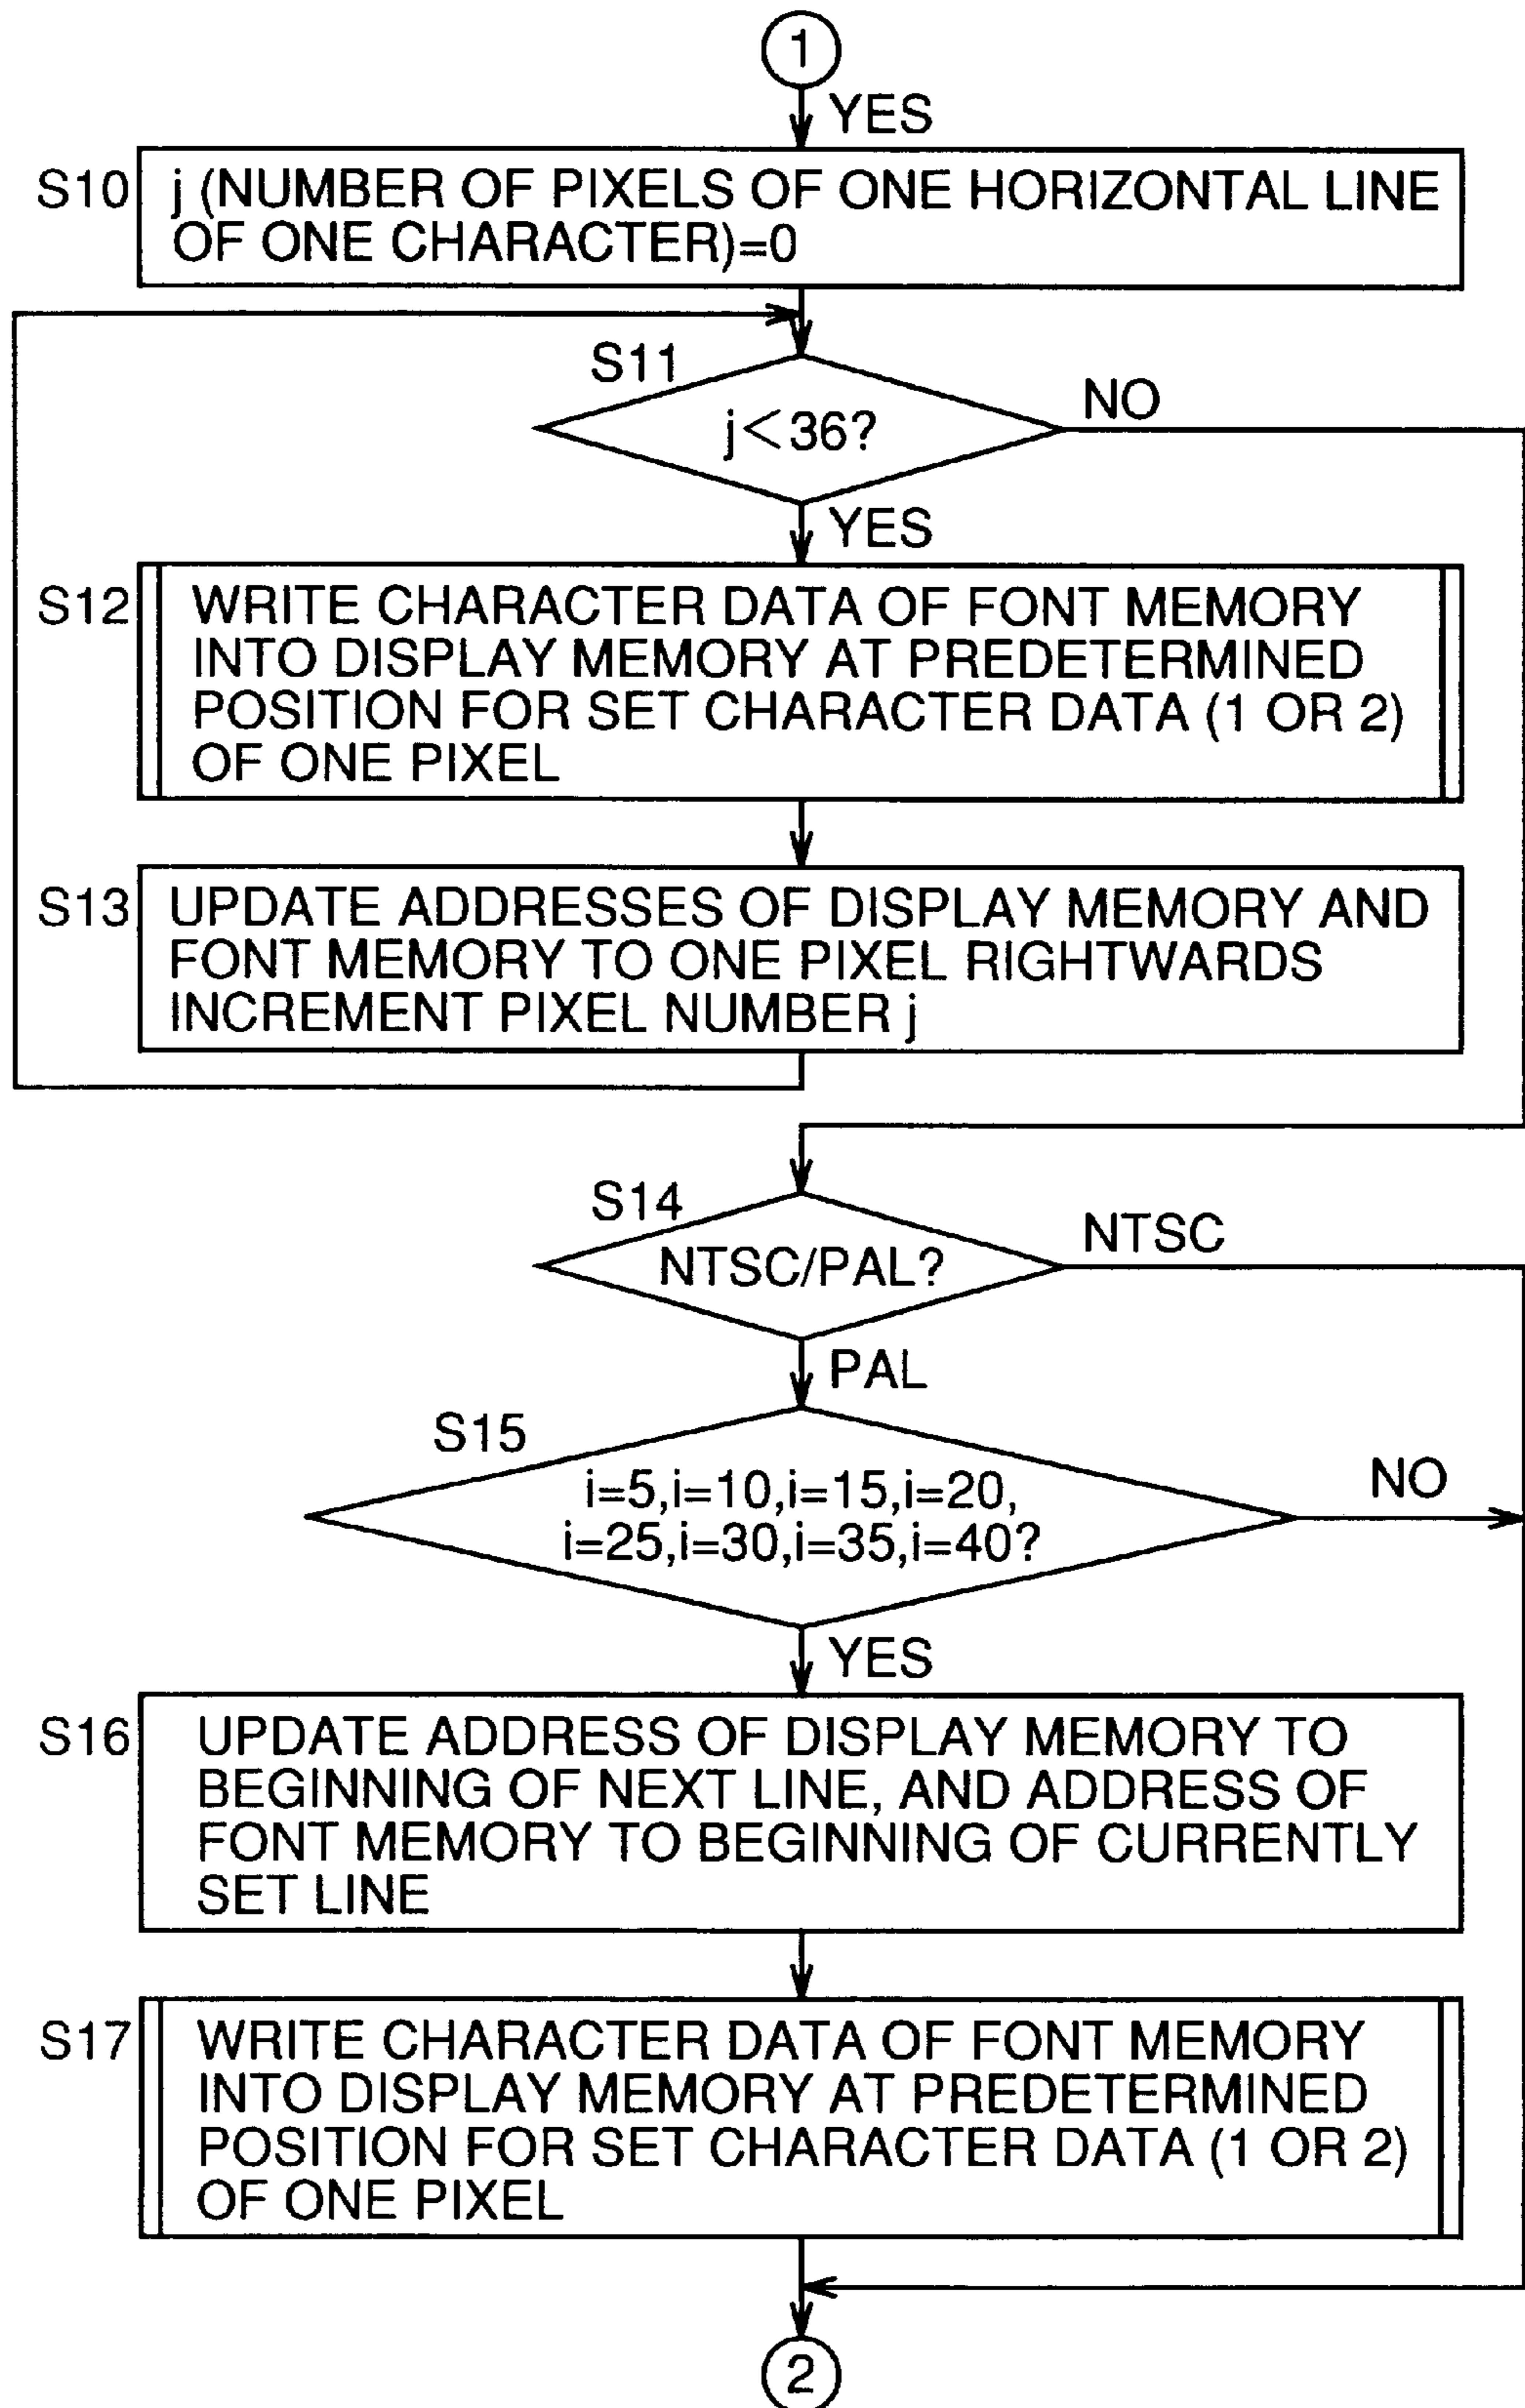 1
YES
S10
j (NUMBER OF PIXELS OF ONE HORIZONTAL LINE
OF ONE CHARACTER)=0
S11
j<36?
NO
YES
S12
WRITE CHARACTER DATA OF FONT MEMORY
INTO DISPLAY MEMORY AT PREDETERMINED
POSITION FOR SET CHARACTER DATA (1 OR 2)
OF ONE PIXEL
S13
UPDATE ADDRESSES OF DISPLAY MEMORY AND
FONT MEMORY TO ONE PIXEL RIGHTWARDS
INCREMENT PIXEL NUMBER j
S14
NTSC/PAL?
NTSC
PAL
S15
i=5,i=10,i=15,i=20,
i=25,i=30,i=35,i=40?
NO
YES
S16
UPDATE ADDRESS OF DISPLAY MEMORY TO
BEGINNING OF NEXT LINE, AND ADDRESS OF
FONT MEMORY TO BEGINNING OF CURRENTLY
SET LINE
S17
WRITE CHARACTER DATA OF FONT MEMORY
INTO DISPLAY MEMORY AT PREDETERMINED
POSITION FOR SET CHARACTER DATA (1 OR 2)
OF ONE PIXEL
2